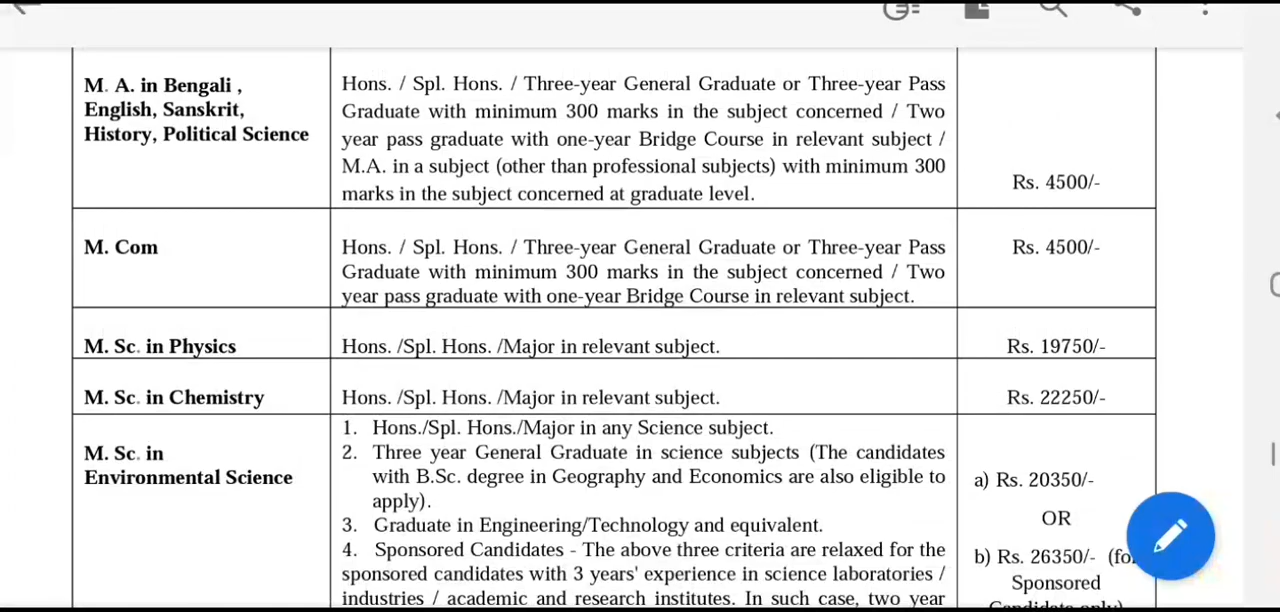 M. A. in Bengali ,
English, Sanskrit,
History, Political Science
Hons. / Spl. Hons. / Three-year General Graduate or Three-year Pass
Graduate with minimum 300 marks in the subject concerned / Two
year pass graduate with one-year Bridge Course in relevant subject /
M.A. in a subject (other than professional subjects) with minimum 300
marks in the subject concerned at graduate level.
Rs. 4500/-
M. Com
Hons. / Spl. Hons. / Three-year General Graduate or Three-year Pass
Graduate with minimum 300 marks in the subject concerned / Two
year pass graduate with one-year Bridge Course in relevant subject.
Rs. 4500/-
M. Sc. in Physics
Hons. /Spl. Hons. /Major in relevant subject.
Rs. 19750/-
M. Sc. in Chemistry
Hons. /Spl. Hons. /Major in relevant subject.
Rs. 22250/-
M. Sc. in
Environmental Science
1. Hons./Spl. Hons./Major in any Science subject.
2. Three year General Graduate in science subjects (The candidates
with B.Sc. degree in Geography and Economics are also eligible to
apply).
3. Graduate in Engineering/Technology and equivalent.
4. Sponsored Candidates - The above three criteria are relaxed for the
sponsored candidates with 3 years' experience in science laboratories /
industries / academic and research institutes. In such case, two year
a) Rs. 20350/-
OR
b) Rs. 26350/- (fo
Sponsored
Candidate only)